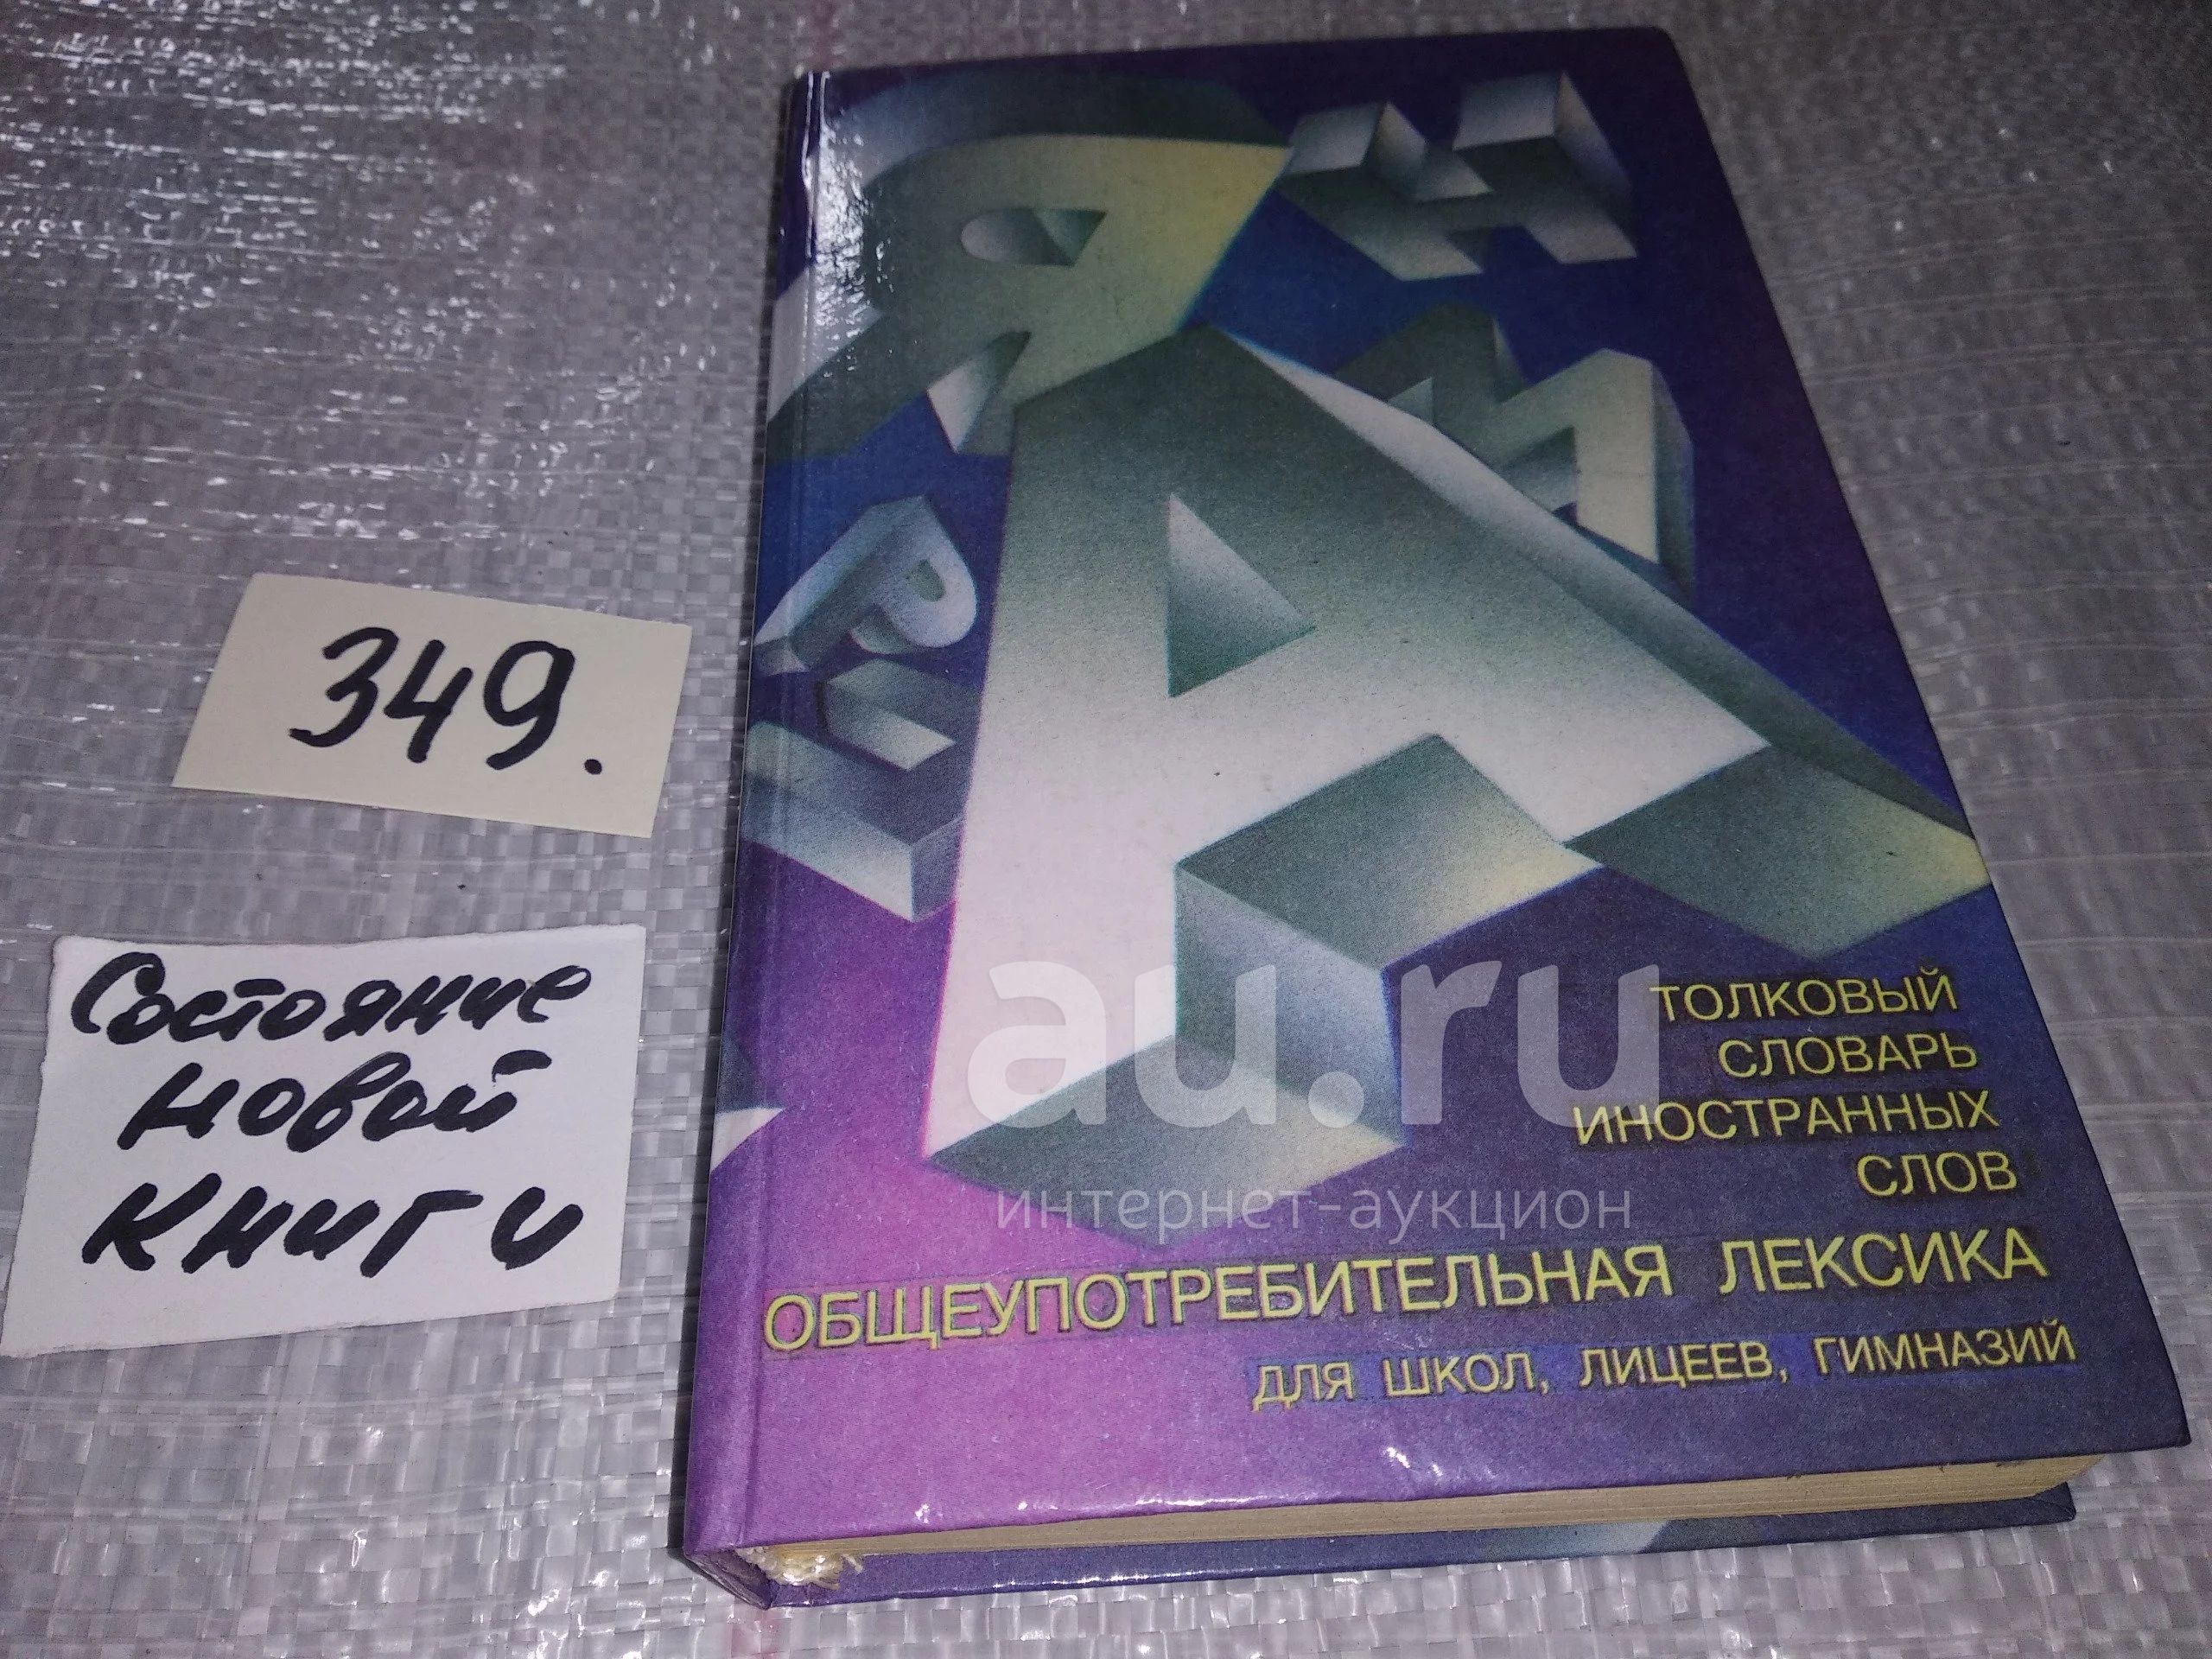 349.
Состояние
новой
книги
Я
Н
М
Р
П
А
ТОЛКОВЫЙ
СЛОВАРЬ
ИНОСТРАННЫХ
СЛОВ
ОБЩЕУПОТРЕБИТЕЛЬНАЯ ЛЕКСИКА
ДЛЯ ШКОЛ, ЛИЦЕЕВ, ГИМНАЗИЙ
au.ru
интернет-аукцион